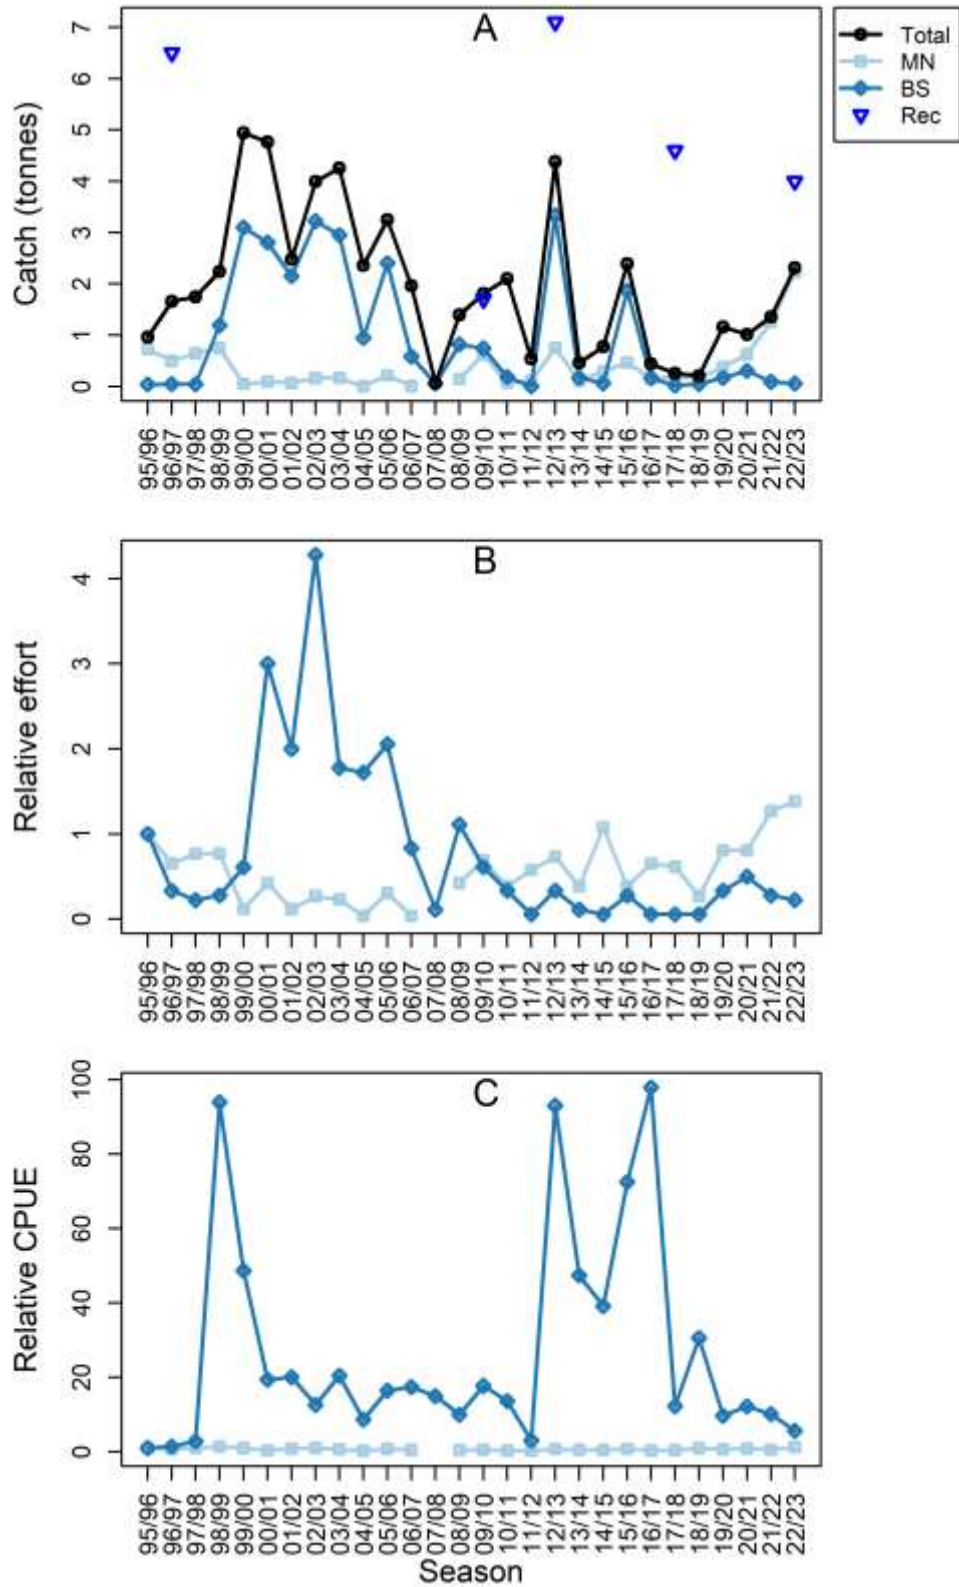 A
Total
MN
BS
Rec
Catch (tonnes)
7
6
5
4
3
2
1
0
95/96 96/97 97/98 98/99 99/00 00/01 01/02 02/03 03/04 04/05 05/06 06/07 07/08 08/09 09/10 10/11 11/12 12/13 13/14 14/15 15/16 16/17 17/18 18/19 19/20 20/21 21/22 22/23
B
Relative effort
4
3
2
1
0
95/96 96/97 97/98 98/99 99/00 00/01 01/02 02/03 03/04 04/05 05/06 06/07 07/08 08/09 09/10 10/11 11/12 12/13 13/14 14/15 15/16 16/17 17/18 18/19 19/20 20/21 21/22 22/23
C
Relative CPUE
100
80
60
40
20
0
95/96 96/97 97/98 98/99 99/00 00/01 01/02 02/03 03/04 04/05 05/06 06/07 07/08 08/09 09/10 10/11 11/12 12/13 13/14 14/15 15/16 16/17 17/18 18/19 19/20 20/21 21/22 22/23
Season